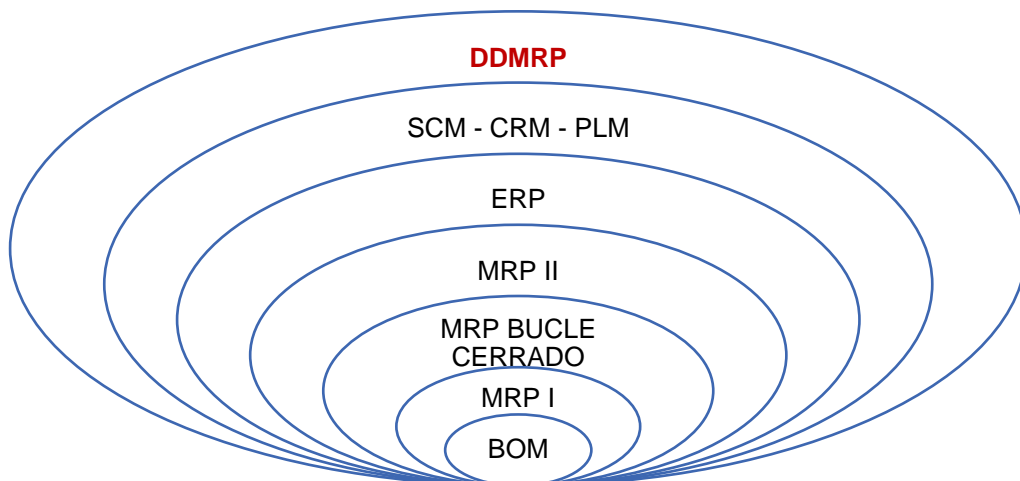 DDMRP
SCM - CRM - PLM
ERP
MRP II
MRP BUCLE
CERRADO
MRP I
BOM